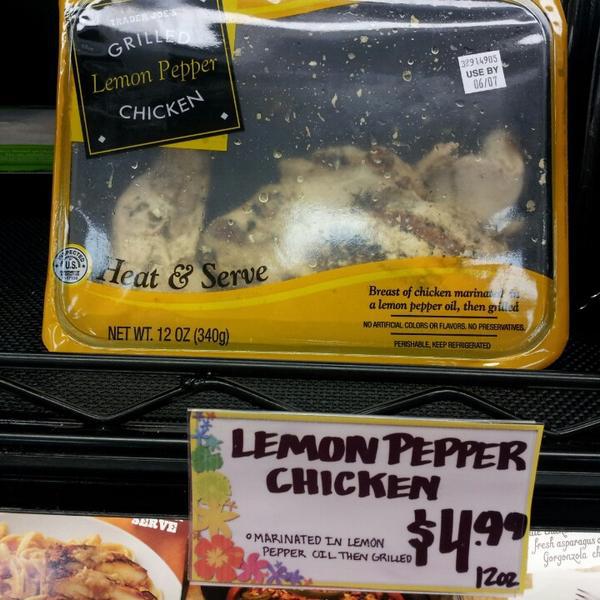 TRADER JOE'S
GRILLED
Lemon Pepper
CHICKEN
32914905
USE BY
06/07
INSPECTED
U.S.
Heat & Serve
Breast of chicken marinated in
a lemon pepper oil, then grilled
NO ARTIFICIAL COLORS OR FLAVORS. NO PRESERVATIVES.
NET WT. 12 OZ (340g)
PERISHABLE, KEEP REFRIGERATED
LEMON PEPPER
CHICKEN
MARINATED IN LEMON
PEPPER OIL THEN GRILLED
$4.99
12oz
SERVE
fresh asparagus
Gorgonzola